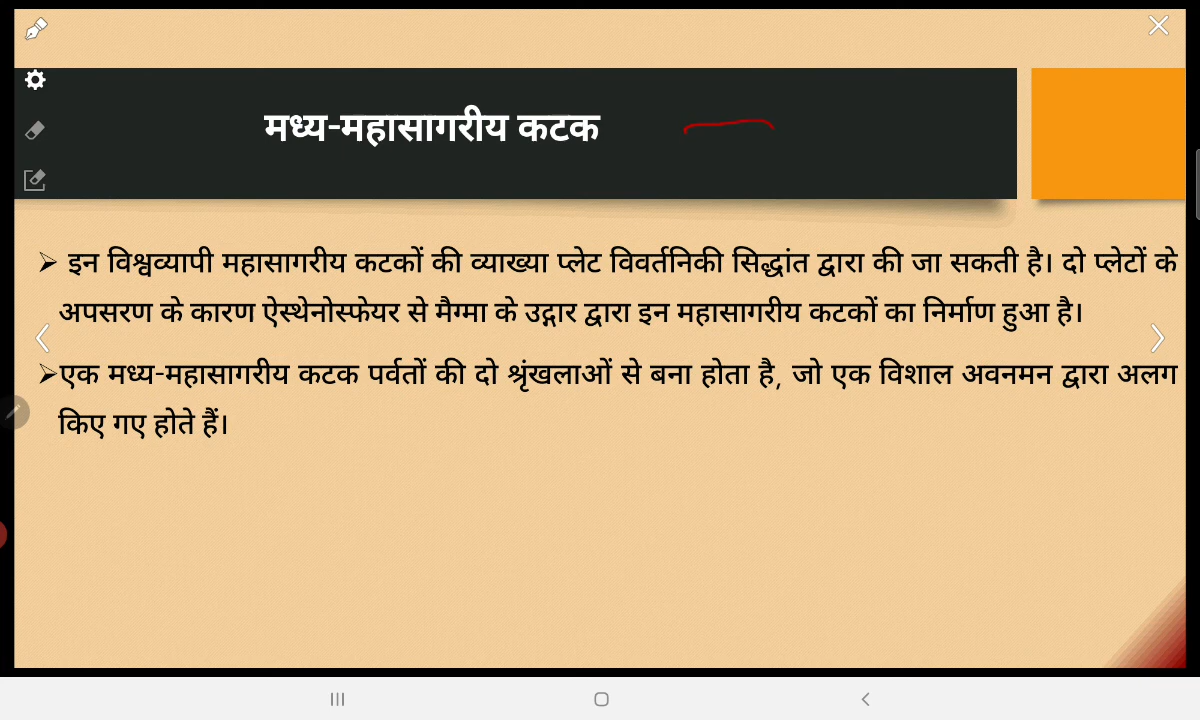 मध्य-महासागरीय कटक
➢ इन विश्वव्यापी महासागरीय कटकों की व्याख्या प्लेट विवर्तनिकी सिद्धांत द्वारा की जा सकती है। दो प्लेटों के
अपसरण के कारण ऐस्थेनोस्फेयर से मैग्मा के उद्गार द्वारा इन महासागरीय कटकों का निर्माण हुआ है।
➢एक मध्य-महासागरीय कटक पर्वतों की दो श्रृंखलाओं से बना होता है, जो एक विशाल अवनमन द्वारा अलग
किए गए होते हैं।